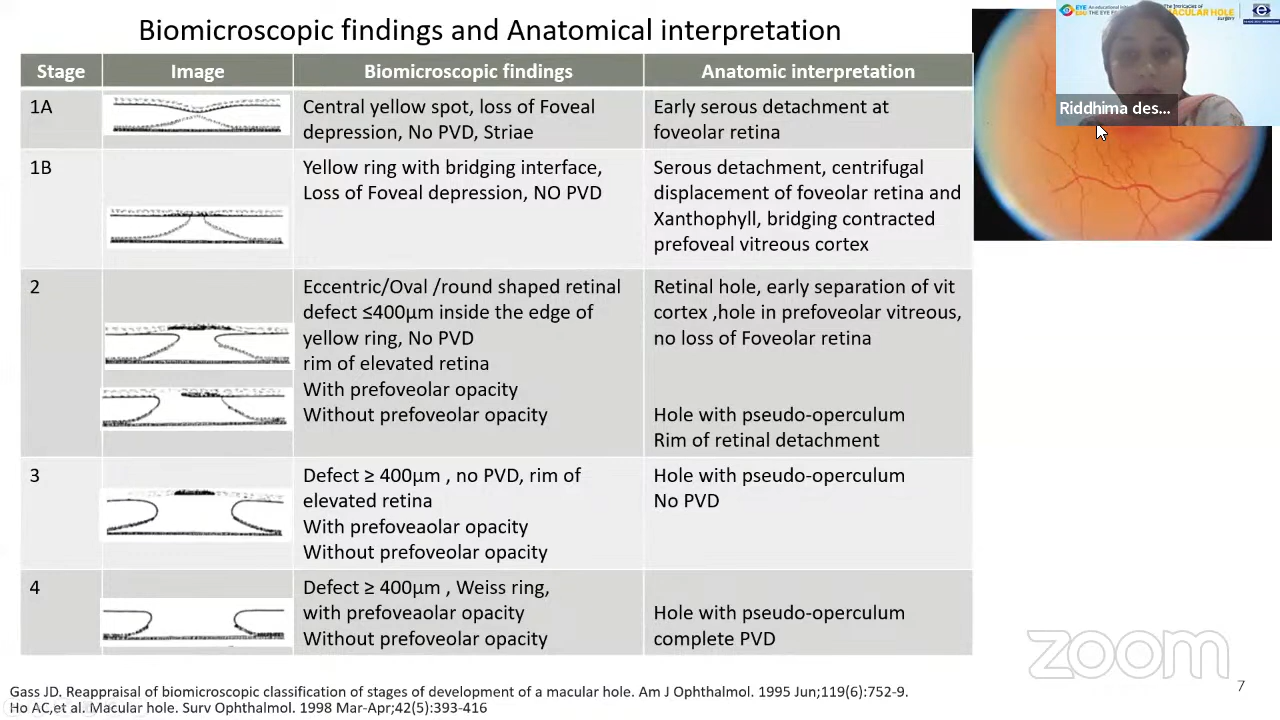 Biomicroscopic findings and Anatomical interpretation
Stage Image Biomicroscopic findings Anatomic interpretation
1A
Central yellow spot, loss of Foveal
depression, No PVD, Striae
Early serous detachment at
foveolar retina
1B
Yellow ring with bridging interface,
Loss of Foveal depression, NO PVD
Serous detachment, centrifugal
displacement of foveolar retina and
Xanthophyll, bridging contracted
prefoveal vitreous cortex
2
Eccentric/Oval /round shaped retinal
defect ≤400µm inside the edge of
yellow ring, No PVD
rim of elevated retina
With prefoveolar opacity
Without prefoveolar opacity
Retinal hole, early separation of vit
cortex ,hole in prefoveolar vitreous,
no loss of Foveolar retina
Hole with pseudo-operculum
Rim of retinal detachment
3
Defect ≥ 400µm , no PVD, rim of
elevated retina
With prefoveaolar opacity
Without prefoveolar opacity
Hole with pseudo-operculum
No PVD
4
Defect ≥ 400µm , Weiss ring,
with prefoveaolar opacity
Without prefoveolar opacity
Hole with pseudo-operculum
complete PVD
Gass JD. Reappraisal of biomicroscopic classification of stages of development of a macular hole. Am J Ophthalmol. 1995 Jun;119(6):752-9.
Ho AC,et al. Macular hole. Surv Ophthalmol. 1998 Mar-Apr;42(5):393-416
7
Riddhima des...
EYE
MACULAR HOLE
zoom